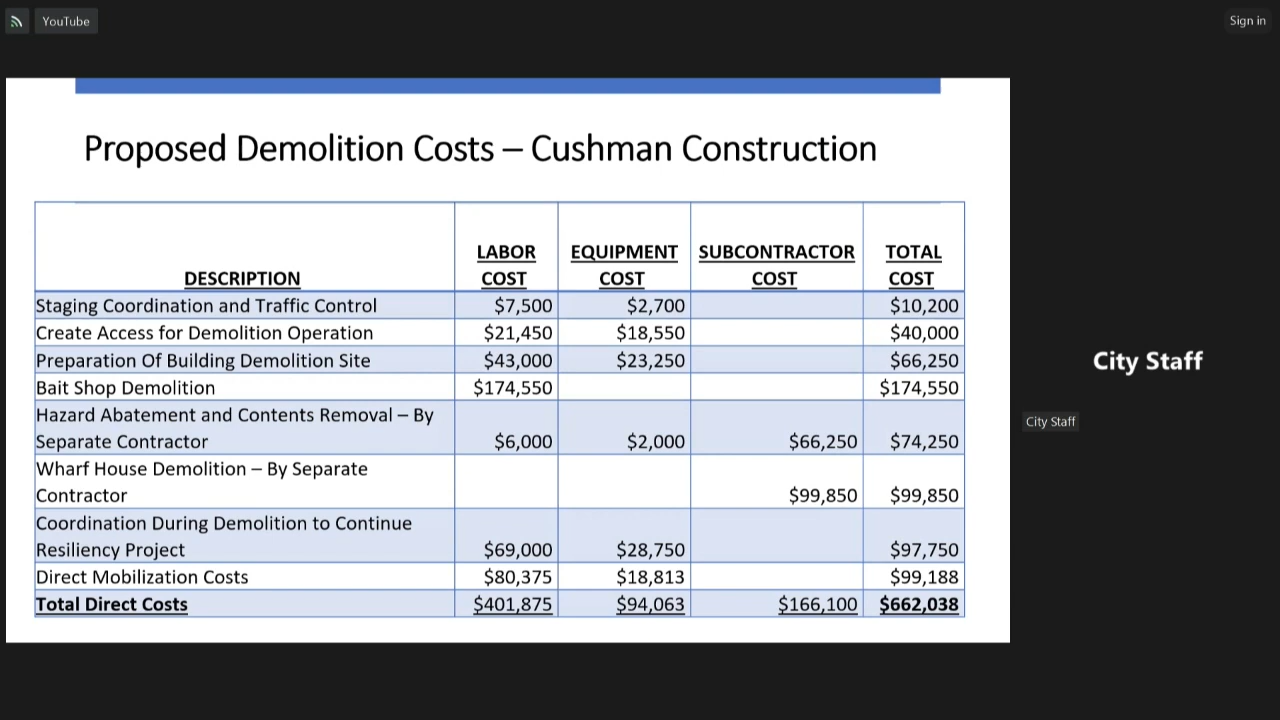 YouTube
Sign in
Proposed Demolition Costs – Cushman Construction
DESCRIPTION LABOR COST EQUIPMENT COST SUBCONTRACTOR COST TOTAL COST
Staging Coordination and Traffic Control $7,500 $2,700 $10,200
Create Access for Demolition Operation $21,450 $18,550 $40,000
Preparation Of Building Demolition Site $43,000 $23,250 $66,250
Bait Shop Demolition $174,550 $174,550
Hazard Abatement and Contents Removal – By
Separate Contractor $6,000 $2,000 $66,250 $74,250
Wharf House Demolition – By Separate
Contractor $99,850 $99,850
Coordination During Demolition to Continue
Resiliency Project $69,000 $28,750 $97,750
Direct Mobilization Costs $80,375 $18,813 $99,188
Total Direct Costs $401,875 $94,063 $166,100 $662,038
City Staff
City Staff